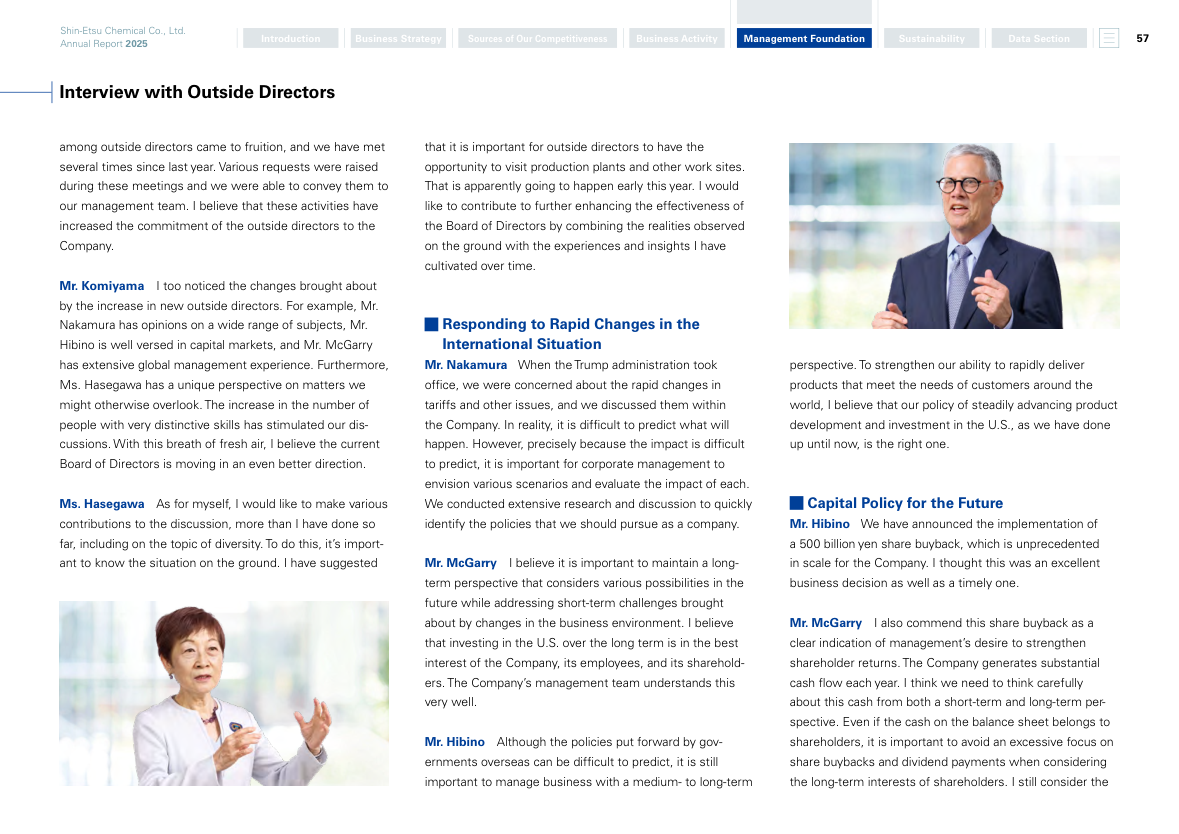 Shin-Etsu Chemical Co., Ltd.
Annual Report 2025
Introduction
Business Strategy
Sources of Our Competitiveness
Business Activity
Management Foundation
Sustainability
Data Section
57
Interview with Outside Directors
among outside directors came to fruition, and we have met
several times since last year. Various requests were raised
during these meetings and we were able to convey them to
our management team. I believe that these activities have
increased the commitment of the outside directors to the
Company.
Mr. Komiyama I too noticed the changes brought about
by the increase in new outside directors. For example, Mr.
Nakamura has opinions on a wide range of subjects, Mr.
Hibino is well versed in capital markets, and Mr. McGarry
has extensive global management experience. Furthermore,
Ms. Hasegawa has a unique perspective on matters we
might otherwise overlook. The increase in the number of
people with very distinctive skills has stimulated our dis-
cussions. With this breath of fresh air, I believe the current
Board of Directors is moving in an even better direction.
Ms. Hasegawa As for myself, I would like to make various
contributions to the discussion, more than I have done so
far, including on the topic of diversity. To do this, it's import-
ant to know the situation on the ground. I have suggested
that it is important for outside directors to have the
opportunity to visit production plants and other work sites.
That is apparently going to happen early this year. I would
like to contribute to further enhancing the effectiveness of
the Board of Directors by combining the realities observed
on the ground with the experiences and insights I have
cultivated over time.
Responding to Rapid Changes in the
International Situation
Mr. Nakamura When the Trump administration took
office, we were concerned about the rapid changes in
tariffs and other issues, and we discussed them within
the Company. In reality, it is difficult to predict what will
happen. However, precisely because the impact is difficult
to predict, it is important for corporate management to
envision various scenarios and evaluate the impact of each.
We conducted extensive research and discussion to quickly
identify the policies that we should pursue as a company.
Mr. McGarry I believe it is important to maintain a long-
term perspective that considers various possibilities in the
future while addressing short-term challenges brought
about by changes in the business environment. I believe
that investing in the U.S. over the long term is in the best
interest of the Company, its employees, and its sharehold-
ers. The Company's management team understands this
very well.
Mr. Hibino Although the policies put forward by gov-
ernments overseas can be difficult to predict, it is still
important to manage business with a medium- to long-term
perspective. To strengthen our ability to rapidly deliver
products that meet the needs of customers around the
world, I believe that our policy of steadily advancing product
development and investment in the U.S., as we have done
up until now, is the right one.
Capital Policy for the Future
Mr. Hibino We have announced the implementation of
a 500 billion yen share buyback, which is unprecedented
in scale for the Company. I thought this was an excellent
business decision as well as a timely one.
Mr. McGarry I also commend this share buyback as a
clear indication of management's desire to strengthen
shareholder returns. The Company generates substantial
cash flow each year. I think we need to think carefully
about this cash from both a short-term and long-term per-
spective. Even if the cash on the balance sheet belongs to
shareholders, it is important to avoid an excessive focus on
share buybacks and dividend payments when considering
the long-term interests of shareholders. I still consider the